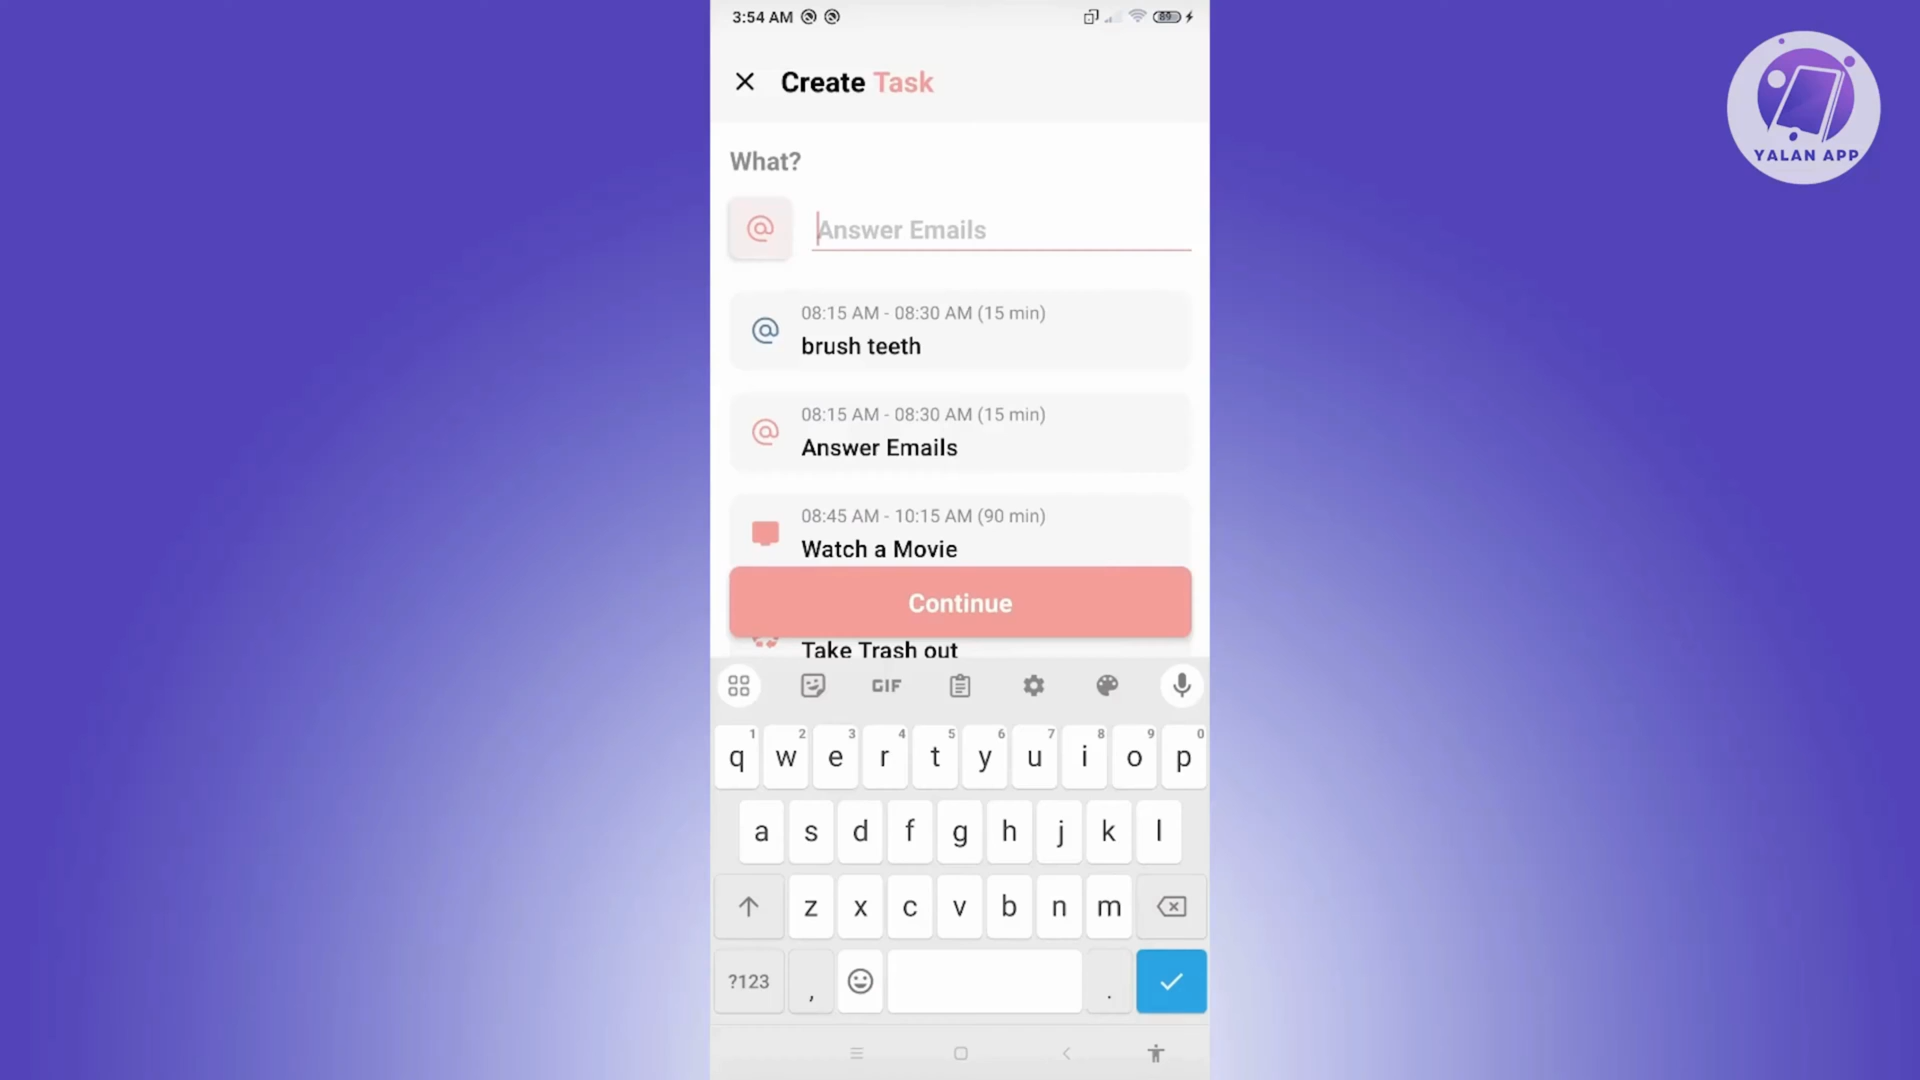 3:54 AM
89
YALAN APP
Create Task
What?
Answer Emails
08:15 AM - 08:30 AM (15 min)
brush teeth
08:15 AM - 08:30 AM (15 min)
Answer Emails
08:45 AM - 10:15 AM (90 min)
Watch a Movie
Continue
Take Trash out
GIF
1 2 3 4 5 6 7 8 9 0
q w e r t y u i o p
a s d f g h j k l
z x c v b n m
?123 , .